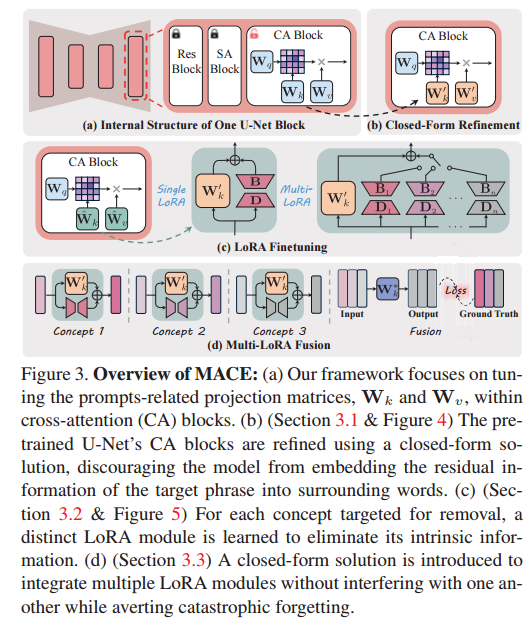 Res Block
SA Block
CA Block
W_q
W_k
W_v
(a) Internal Structure of One U-Net Block
CA Block
W_q
W'_k
W'_v
(b) Closed-Form Refinement
CA Block
W_q
Ŵ_k
Ŵ_v
Single LoRA
W'_k
B
D
Multi-LoRA
W'_k
B_1
B_2
B_n
D_1
D_2
D_n
(c) LoRA Finetuning
W'_k
W'_k
W'_k
W*_k
Loss
Input
Output
Ground Truth
Concept 1
Concept 2
Concept 3
Fusion
(d) Multi-LoRA Fusion
Figure 3. Overview of MACE: (a) Our framework focuses on tun-
ing the prompts-related projection matrices, W_k and W_v, within
cross-attention (CA) blocks. (b) (Section 3.1 & Figure 4) The pre-
trained U-Net's CA blocks are refined using a closed-form so-
lution, discouraging the model from embedding the residual in-
formation of the target phrase into surrounding words. (c) (Sec-
tion 3.2 & Figure 5) For each concept targeted for removal, a
distinct LoRA module is learned to eliminate its intrinsic infor-
mation. (d) (Section 3.3) A closed-form solution is introduced to
integrate multiple LoRA modules without interfering with one an-
other while averting catastrophic forgetting.